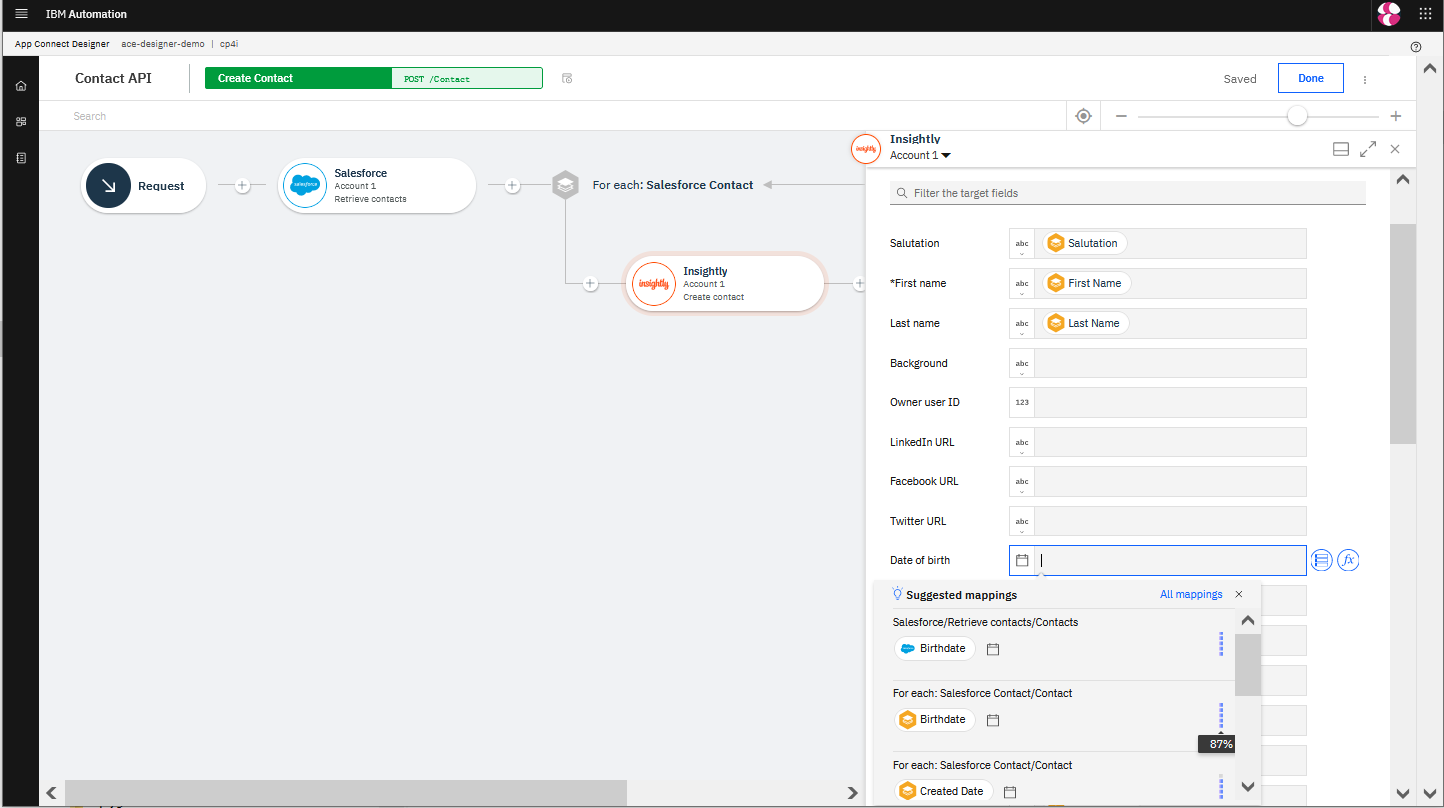 IBM Automation
App Connect Designer ace-designer-demo | cp4i
Contact API
Create Contact
POST /Contact
Saved
Done
Search
Insightly
Account 1
Filter the target fields
Request
salesforce
Salesforce
Account 1
Retrieve contacts
For each: Salesforce Contact
insightly
Insightly
Account 1
Create contact
insightly
Salutation
abc
Salutation
*First name
abc
First Name
Last name
abc
Last Name
Background
abc
Owner user ID
123
LinkedIn URL
abc
Facebook URL
abc
Twitter URL
abc
Date of birth
fx
Suggested mappings
All mappings
Salesforce/Retrieve contacts/Contacts
Birthdate
For each: Salesforce Contact/Contact
Birthdate
87%
For each: Salesforce Contact/Contact
Created Date